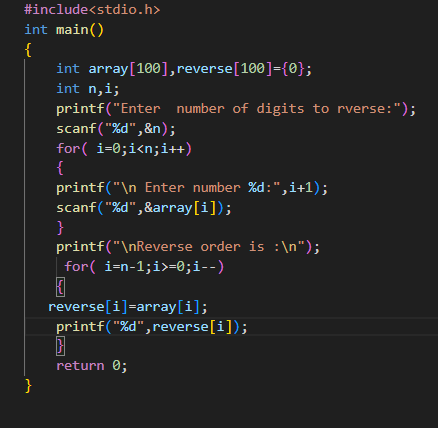 #include<stdio.h>
int main()
{
    int array[100],reverse[100]={0};
    int n,i;
    printf("Enter  number of digits to rverse:");
    scanf("%d",&n);
    for( i=0;i<n;i++)
    {
    printf("\n Enter number %d:",i+1);
    scanf("%d",&array[i]);
    }
    printf("\nReverse order is :\n");
     for( i=n-1;i>=0;i--)
    {
   reverse[i]=array[i];
    printf("%d",reverse[i]);
    }
    return 0;
}